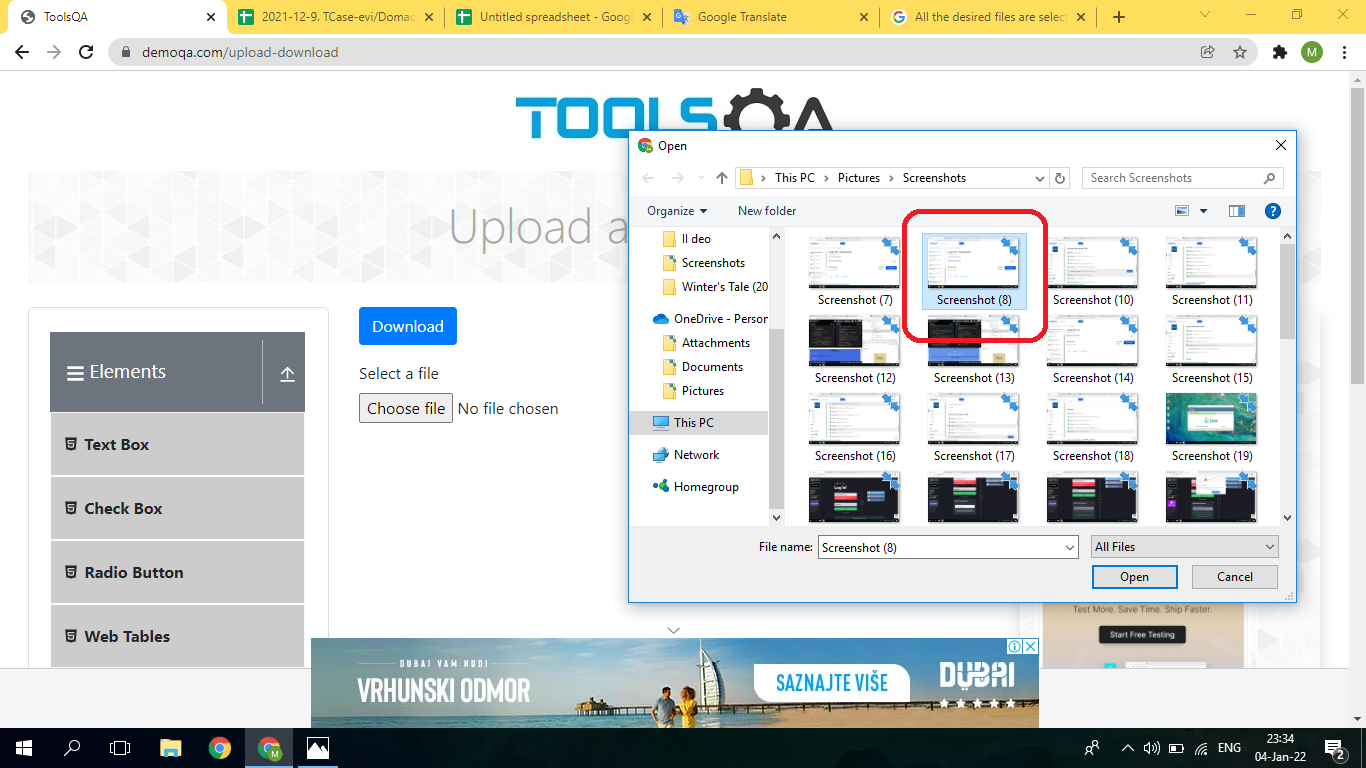 ToolsQA
2021-12-9. TCase-evi/Domac
Untitled spreadsheet - Goog
Google Translate
All the desired files are select
demoqa.com/upload-download
M
TOOLSQA
Upload a
Elements
Text Box
Check Box
Radio Button
Web Tables
Download
Select a file
Choose file No file chosen
Open
This PC > Pictures > Screenshots
Search Screenshots
Organize
New folder
II deo
Screenshots
Winter's Tale (20
OneDrive - Person
Attachments
Documents
Pictures
This PC
Network
Homegroup
Screenshot (7)
Screenshot (8)
Screenshot (10)
Screenshot (11)
Screenshot (12)
Screenshot (13)
Screenshot (14)
Screenshot (15)
Screenshot (16)
Screenshot (17)
Screenshot (18)
Screenshot (19)
File name: Screenshot (8)
All Files
Open
Cancel
Test More. Save Time. Ship Faster.
Start Free Testing
DUBAI VAM NUDI
VRHUNSKI ODMOR
SAZNAJTE VIŠE
DUBAI
ENG
23:34
04-Jan-22
2